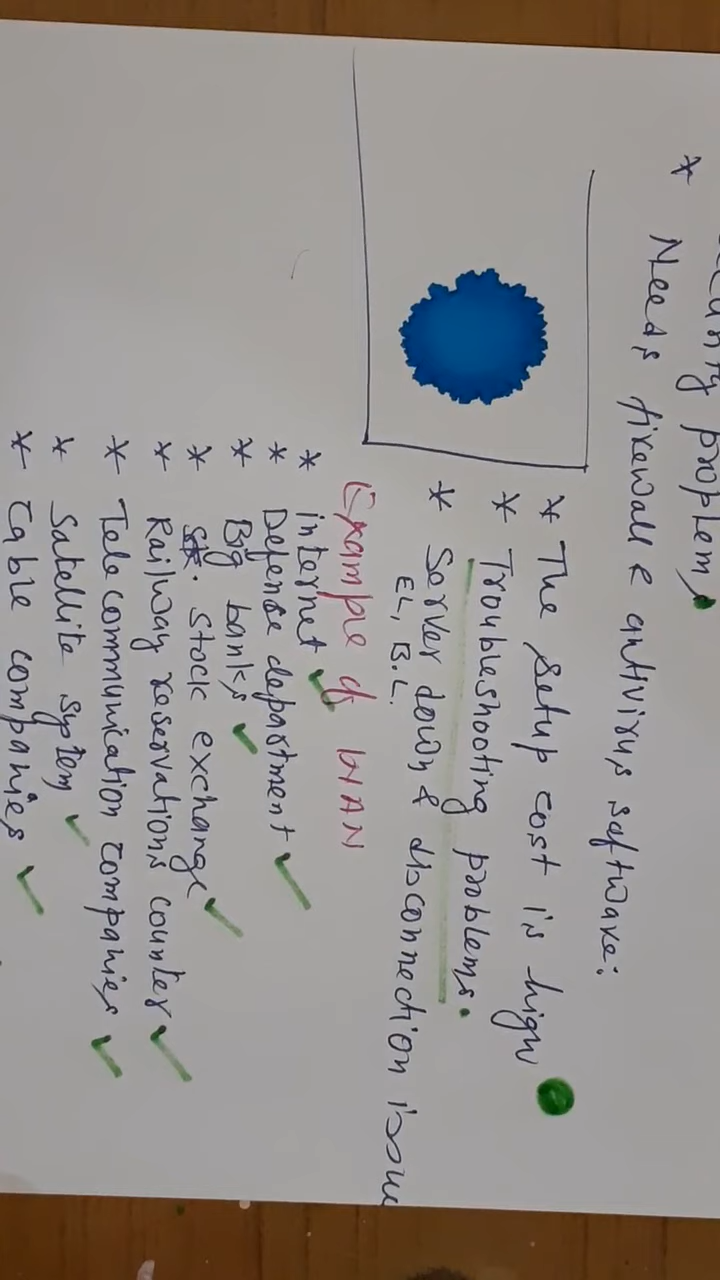 problem,
* Needs firewall & antivirus software:
* The setup cost is high
* Troubleshooting problems.
* Server down & disconnection issue
EL, B.L.
Example of WAN
* internet
* Defense department
* Big banks
* stock exchange
* Railway reservations counter
* Telecommunication companies
* Satellite system
* Cable companies